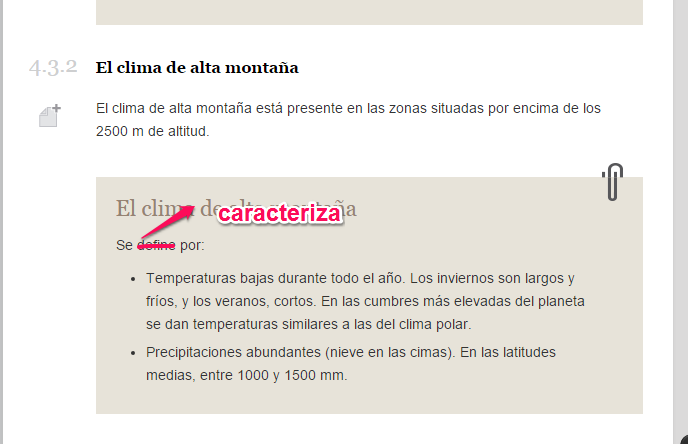 4.3.2 El clima de alta montaña
El clima de alta montaña está presente en las zonas situadas por encima de los
2500 m de altitud.
El clima de alta montaña
caracteriza
Se define por:
• Temperaturas bajas durante todo el año. Los inviernos son largos y
fríos, y los veranos, cortos. En las cumbres más elevadas del planeta
se dan temperaturas similares a las del clima polar.
• Precipitaciones abundantes (nieve en las cimas). En las latitudes
medias, entre 1000 y 1500 mm.